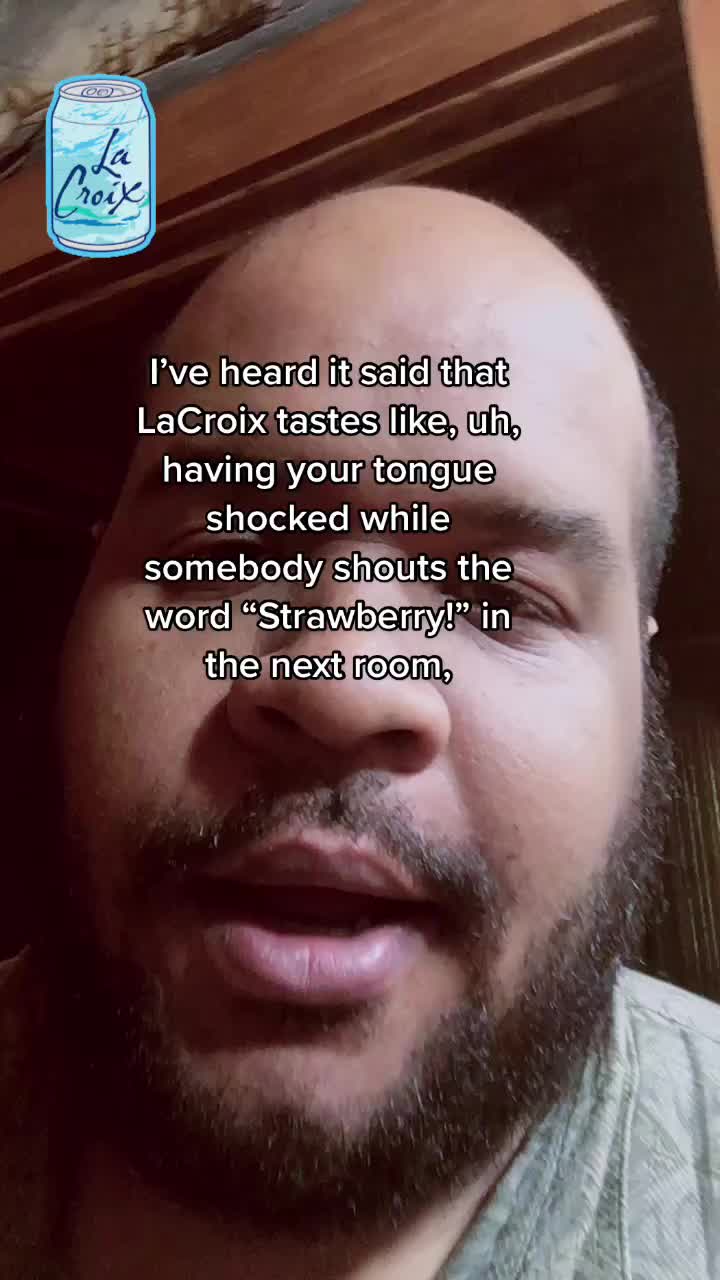 La
Croix
I’ve heard it said that
LaCroix tastes like, uh,
having your tongue
shocked while
somebody shouts the
word “Strawberry!” in
the next room,